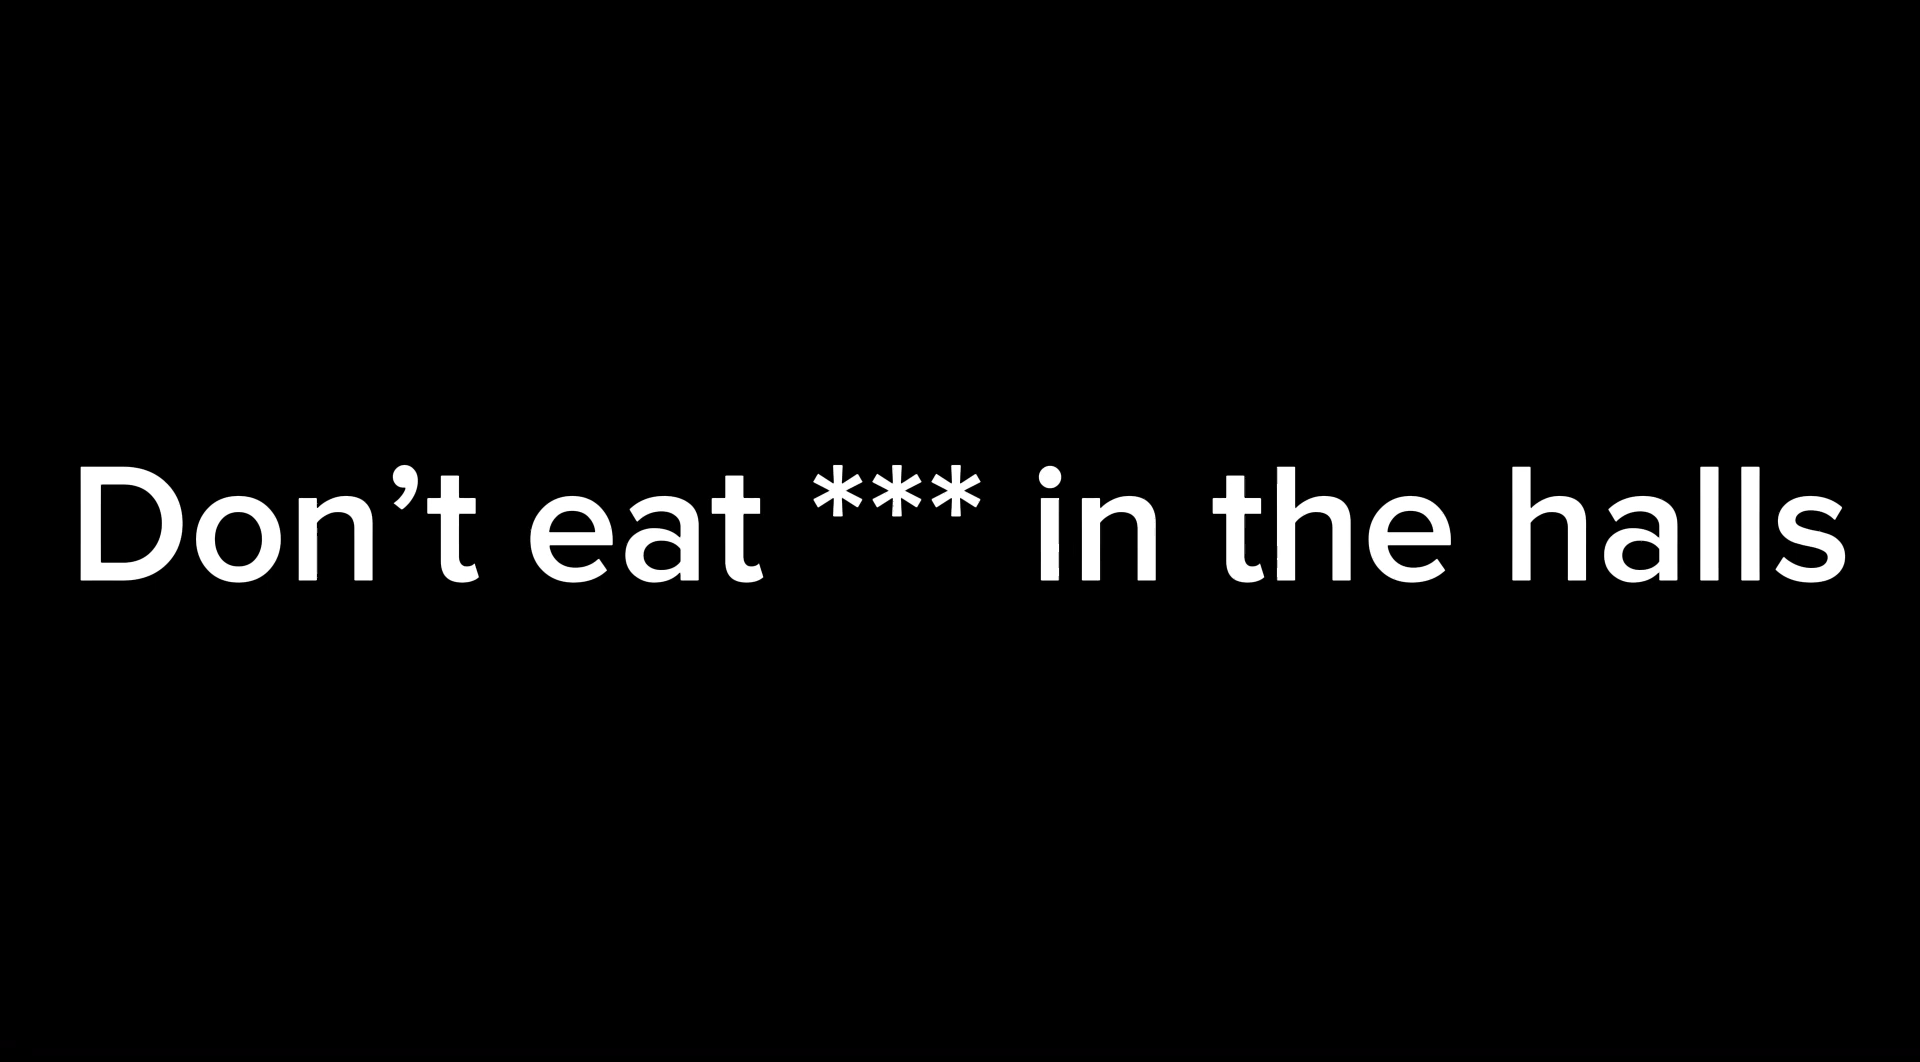 Don’t eat *** in the halls